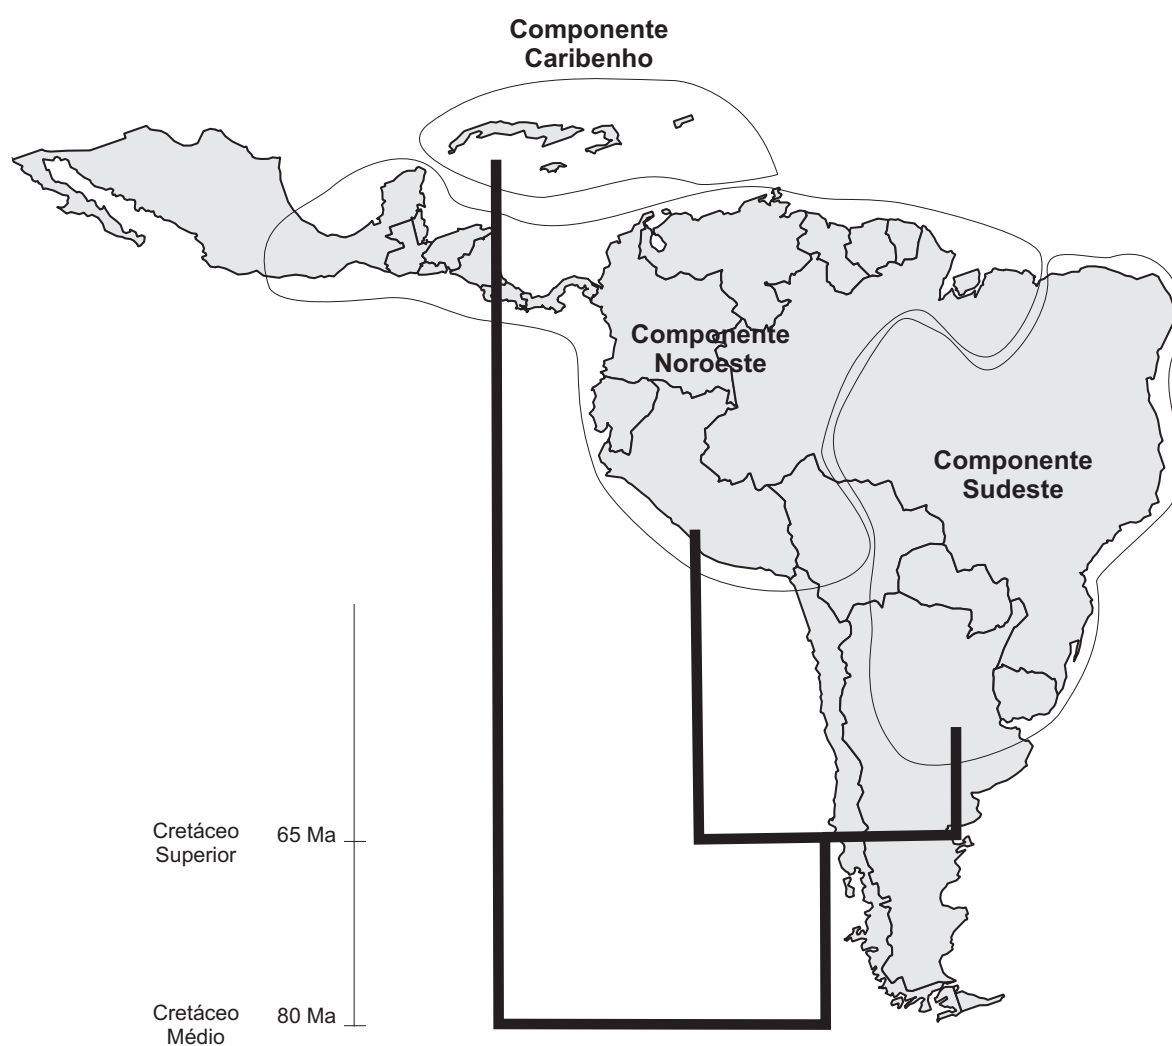 Componente
Caribenho
Componente
Noroeste
Componente
Sudeste
Cretáceo
Superior
65 Ma
Cretáceo
Médio
80 Ma